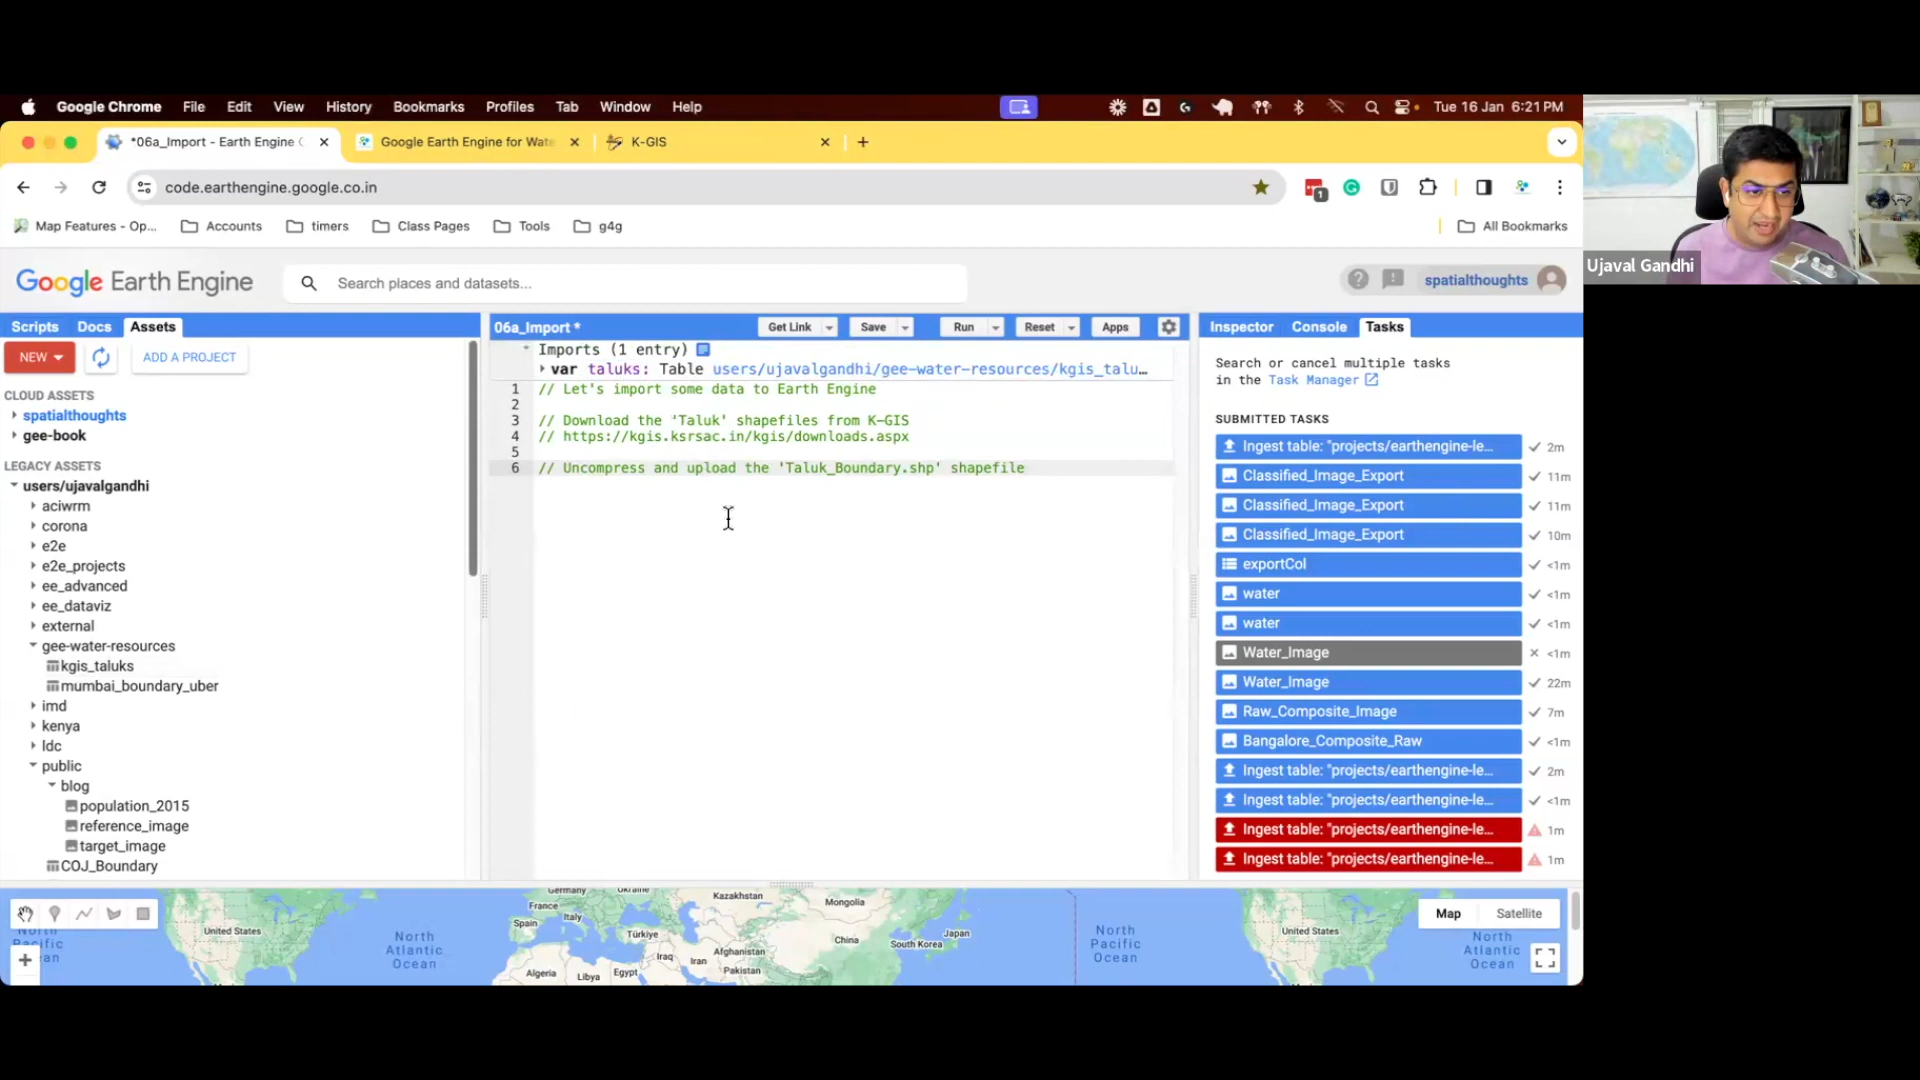 Google Chrome File Edit View History Bookmarks Profiles Tab Window Help Tue 16 Jan 6:21 PM
*06a_Import - Earth Engine C Google Earth Engine for Wate K-GIS
code.earthengine.google.co.in 1
Map Features - Op... Accounts timers Class Pages Tools g4g All Bookmarks
Ujaval Gandhi
Google Earth Engine Search places and datasets... spatialthoughts
Scripts Docs Assets
NEW ADD A PROJECT
CLOUD ASSETS
spatialthoughts
gee-book
LEGACY ASSETS
users/ujavalgandhi
aciwrm
corona
e2e
e2e_projects
ee_advanced
ee_dataviz
external
gee-water-resources
kgis_taluks
mumbai_boundary_uber
imd
kenya
ldc
public
blog
population_2015
reference_image
target_image
COJ_Boundary
06a_Import * Get Link Save Run Reset Apps
Imports (1 entry)
var taluks: Table users/ujavalgandhi/gee-water-resources/kgis_talu…
1 // Let's import some data to Earth Engine
2
3 // Download the 'Taluk' shapefiles from K-GIS
4 // https://kgis.ksrsac.in/kgis/downloads.aspx
5
6 // Uncompress and upload the 'Taluk_Boundary.shp' shapefile
Inspector Console Tasks
Search or cancel multiple tasks
in the Task Manager
SUBMITTED TASKS
Ingest table: "projects/earthengine-le... 2m
Classified_Image_Export 11m
Classified_Image_Export 11m
Classified_Image_Export 10m
exportCol <1m
water <1m
water <1m
Water_Image <1m
Water_Image 22m
Raw_Composite_Image 7m
Bangalore_Composite_Raw <1m
Ingest table: "projects/earthengine-le... 2m
Ingest table: "projects/earthengine-le... <1m
Ingest table: "projects/earthengine-le... 1m
Ingest table: "projects/earthengine-le... 1m
Map Satellite
Germany Ukraine Kazakhstan Mongolia
France Italy
Spain Türkiye
Iraq Iran Afghanistan Pakistan
Algeria Libya Egypt
China South Korea Japan
United States
North Atlantic Ocean
North Pacific Ocean
United States
North Atlantic Ocean